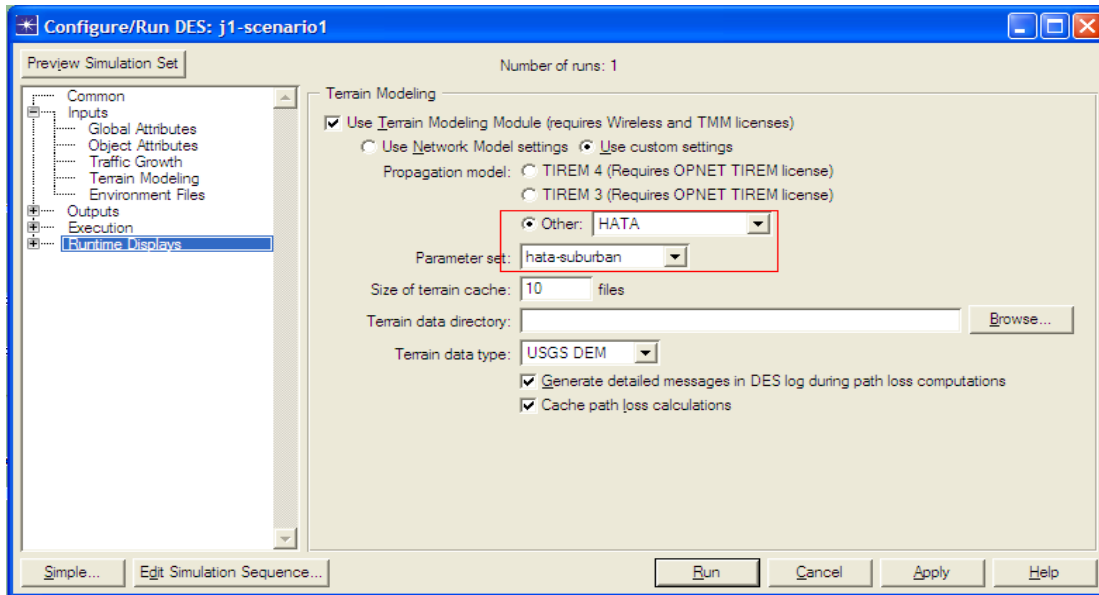 Configure/Run DES: j1-scenario1
Preview Simulation Set
Number of runs: 1
Common
Inputs
Global Attributes
Object Attributes
Traffic Growth
Terrain Modeling
Environment Files
Outputs
Execution
Runtime Displays
Terrain Modeling
Use Terrain Modeling Module (requires Wireless and TMM licenses)
Use Network Model settings Use custom settings
Propagation model: TIREM 4 (Requires OPNET TIREM license)
TIREM 3 (Requires OPNET TIREM license)
Other: HATA
Parameter set: hata-suburban
Size of terrain cache: 10 files
Terrain data directory: Browse...
Terrain data type: USGS DEM
Generate detailed messages in DES log during path loss computations
Cache path loss calculations
Simple... Edit Simulation Sequence... Run Cancel Apply Help